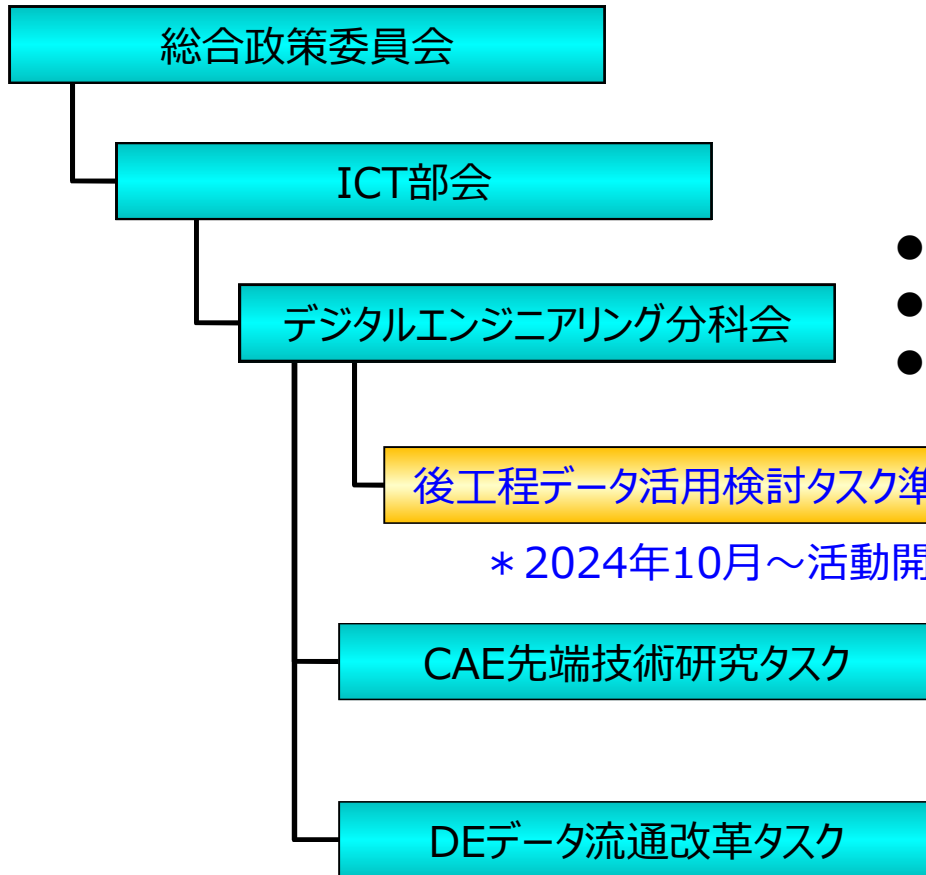 総合政策委員会
ICT部会
●
●
デジタルエンジニアリング分科会
●
後工程データ活用検討タスク準
＊2024年10月～活動開
CAE先端技術研究タスク
DEデータ流通改革タスク